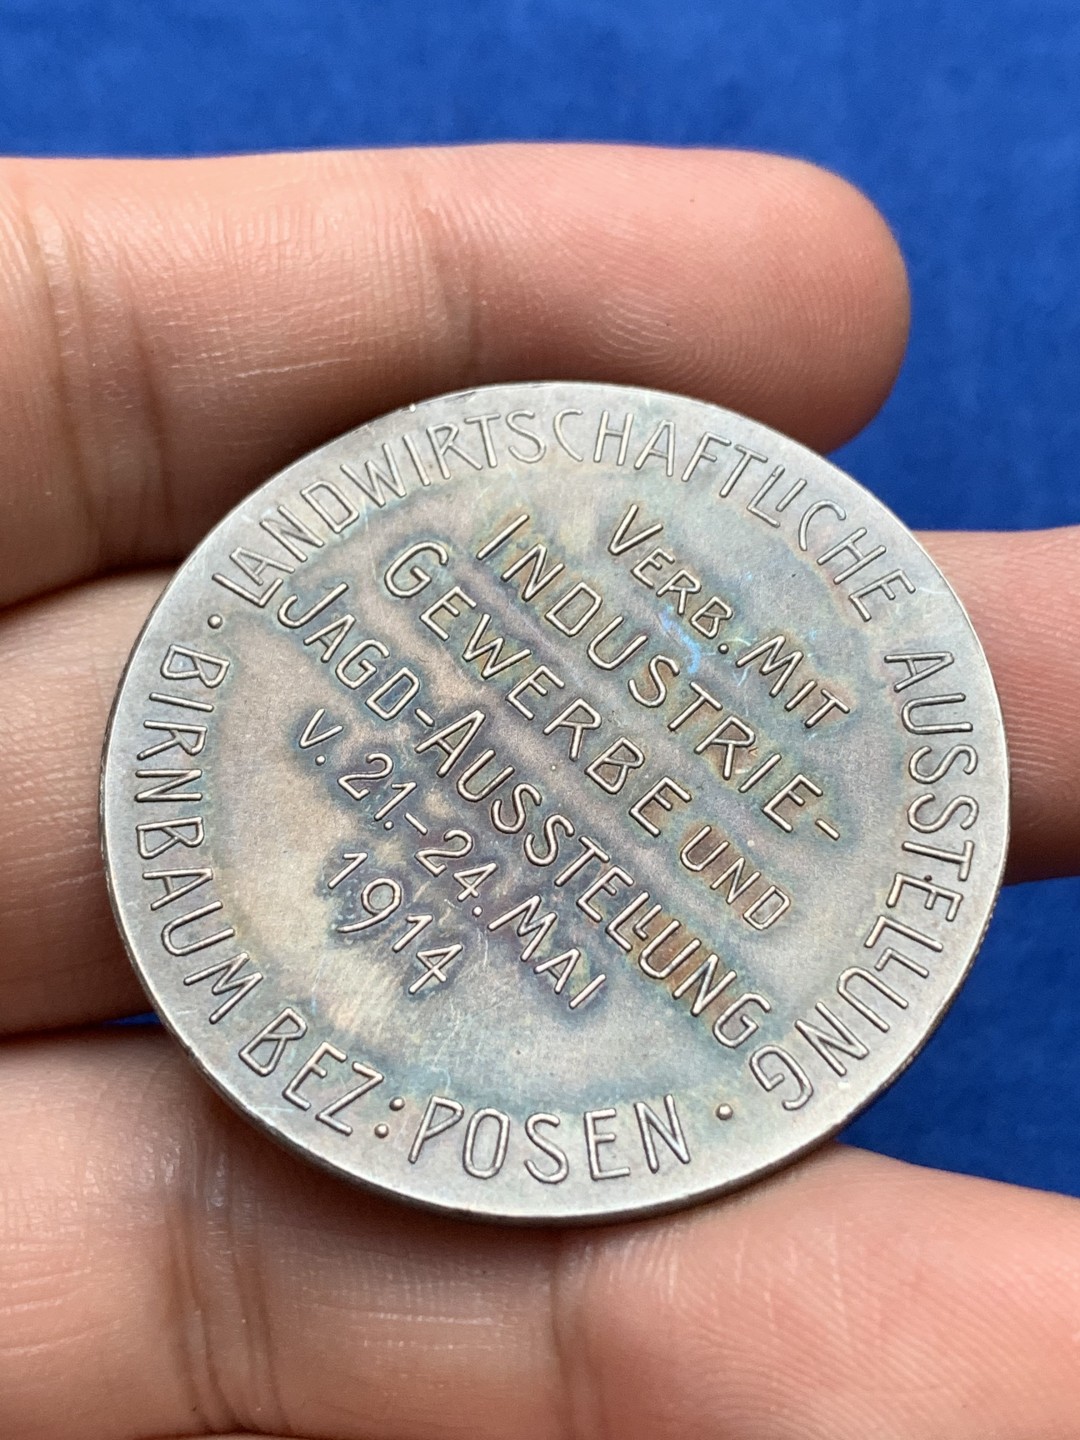 · LANDWIRTSCHAFTLICHE AUSSTELLUNG ·
BIRNBAUM BEZ: POSEN
VERB. MIT
INDUSTRIE-
GEWERBE UND
JAGD-AUSSTELLUNG
V. 21.-24. MAI
1914